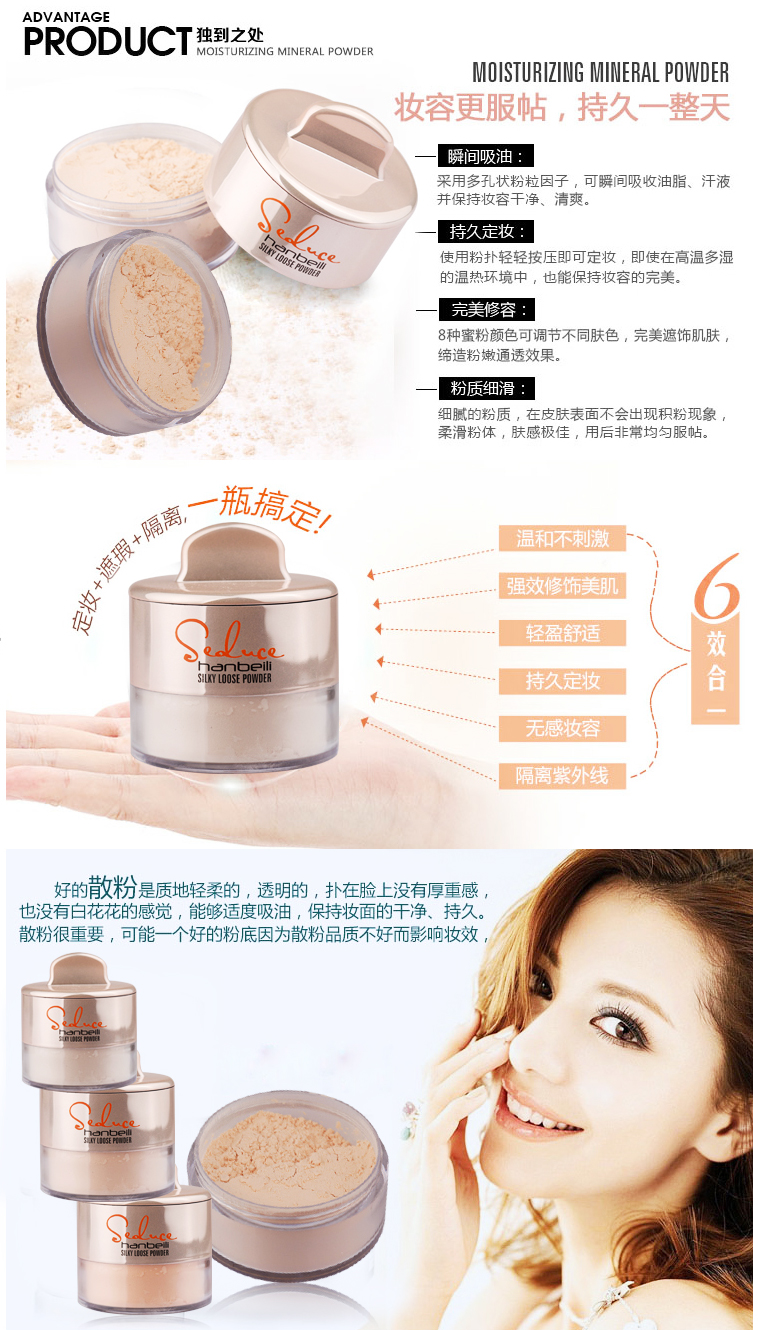 ADVANTAGE
PRODUCT 独到之处
MOISTURIZING MINERAL POWDER
MOISTURIZING MINERAL POWDER
妆容更服帖，持久一整天
瞬间吸油：
采用多孔状粉粒因子，可瞬间吸收油脂、汗液
并保持妆容干净、清爽。
持久定妆：
使用粉扑轻轻按压即可定妆，即使在高温多湿
的温热环境中，也能保持妆容的完美。
完美修容：
8种蜜粉颜色可调节不同肤色，完美遮饰肌肤，
缔造粉嫩通透效果。
粉质细滑：
细腻的粉质，在皮肤表面不会出现积粉现象，
柔滑粉体，肤感极佳，用后非常均匀服帖。
Seduce
hanbeili
SILKY LOOSE POWDER
定妆+遮瑕+隔离,一瓶搞定!
Seduce
hanbeili
SILKY LOOSE POWDER
温和不刺激
强效修饰美肌
轻盈舒适
持久定妆
无感妆容
隔离紫外线
6
效
合
一
好的散粉是质地轻柔的，透明的，扑在脸上没有厚重感，
也没有白花花的感觉，能够适度吸油，保持妆面的干净、持久。
散粉很重要，可能一个好的粉底因为散粉品质不好而影响妆效，
Seduce
hanbeili
SILKY LOOSE POWDER
Seduce
hanbeili
SILKY LOOSE POWDER
Seduce
hanbeili
SILKY LOOSE POWDER